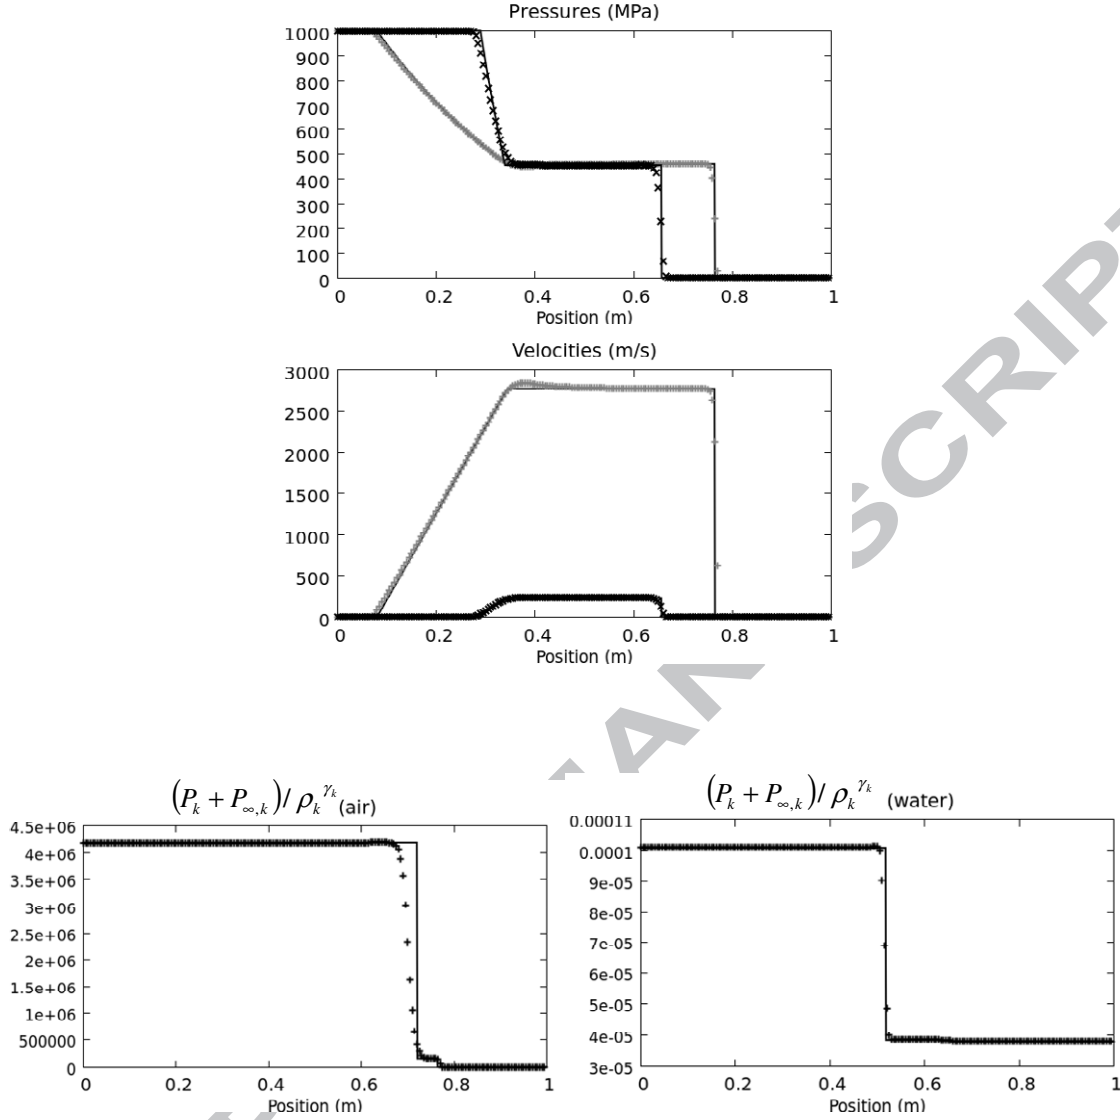 Pressures (MPa)
1000
900
800
700
600
500
400
300
200
100
0
0 0.2 0.4 0.6 0.8 1
Position (m)
Velocities (m/s)
3000
2500
2000
1500
1000
500
0
0 0.2 0.4 0.6 0.8 1
Position (m)
(P_k + P_∞,k) / ρ_k^γ_k (air)
4.5e+06
4e+06
3.5e+06
3e+06
2.5e+06
2e+06
1.5e+06
1e+06
500000
0
0 0.2 0.4 0.6 0.8 1
Position (m)
(P_k + P_∞,k) / ρ_k^γ_k (water)
0.00011
0.0001
9e-05
8e-05
7e-05
6e-05
5e-05
4e-05
3e-05
0 0.2 0.4 0.6 0.8 1
Position (m)